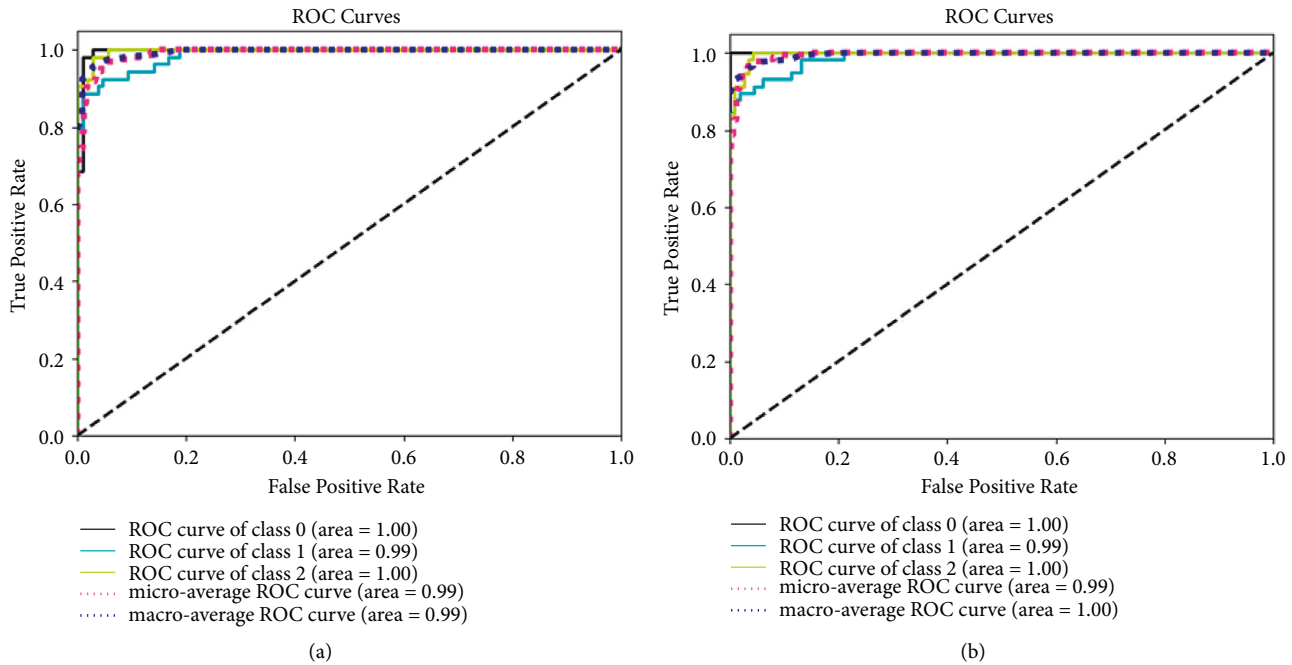 ROC Curves
1.0
0.8
0.6
0.4
0.2
0.0
True Positive Rate
0.0 0.2 0.4 0.6 0.8 1.0
False Positive Rate
ROC curve of class 0 (area = 1.00)
ROC curve of class 1 (area = 0.99)
ROC curve of class 2 (area = 1.00)
micro-average ROC curve (area = 0.99)
macro-average ROC curve (area = 0.99)
(a)
ROC Curves
1.0
0.8
0.6
0.4
0.2
0.0
True Positive Rate
0.0 0.2 0.4 0.6 0.8 1.0
False Positive Rate
ROC curve of class 0 (area = 1.00)
ROC curve of class 1 (area = 0.99)
ROC curve of class 2 (area = 1.00)
micro-average ROC curve (area = 0.99)
macro-average ROC curve (area = 1.00)
(b)